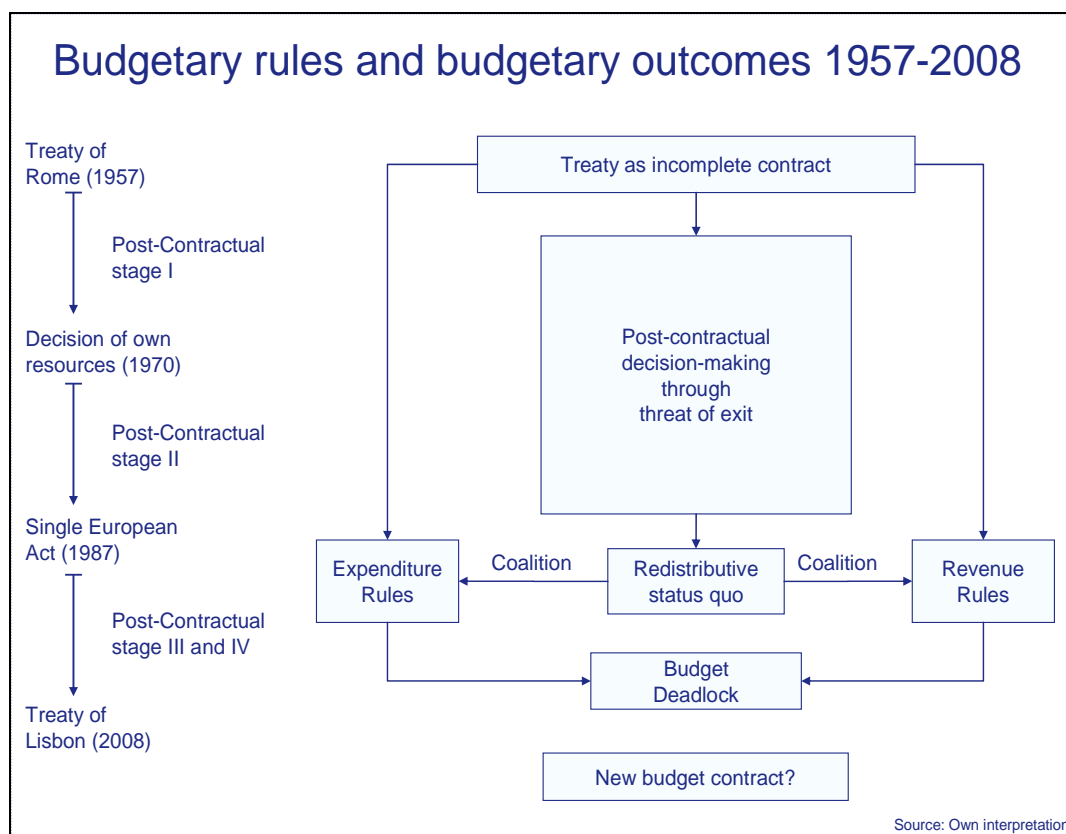 Budgetary rules and budgetary outcomes 1957-2008
Treaty of
Rome (1957)
Post-Contractual
stage I
Decision of own
resources (1970)
Post-Contractual
stage II
Single European
Act (1987)
Post-Contractual
stage III and IV
Treaty of
Lisbon (2008)
Treaty as incomplete contract
Post-contractual
decision-making
through
threat of exit
Expenditure
Rules
Coalition
Redistributive
status quo
Coalition
Revenue
Rules
Budget
Deadlock
New budget contract?
Source: Own interpretation